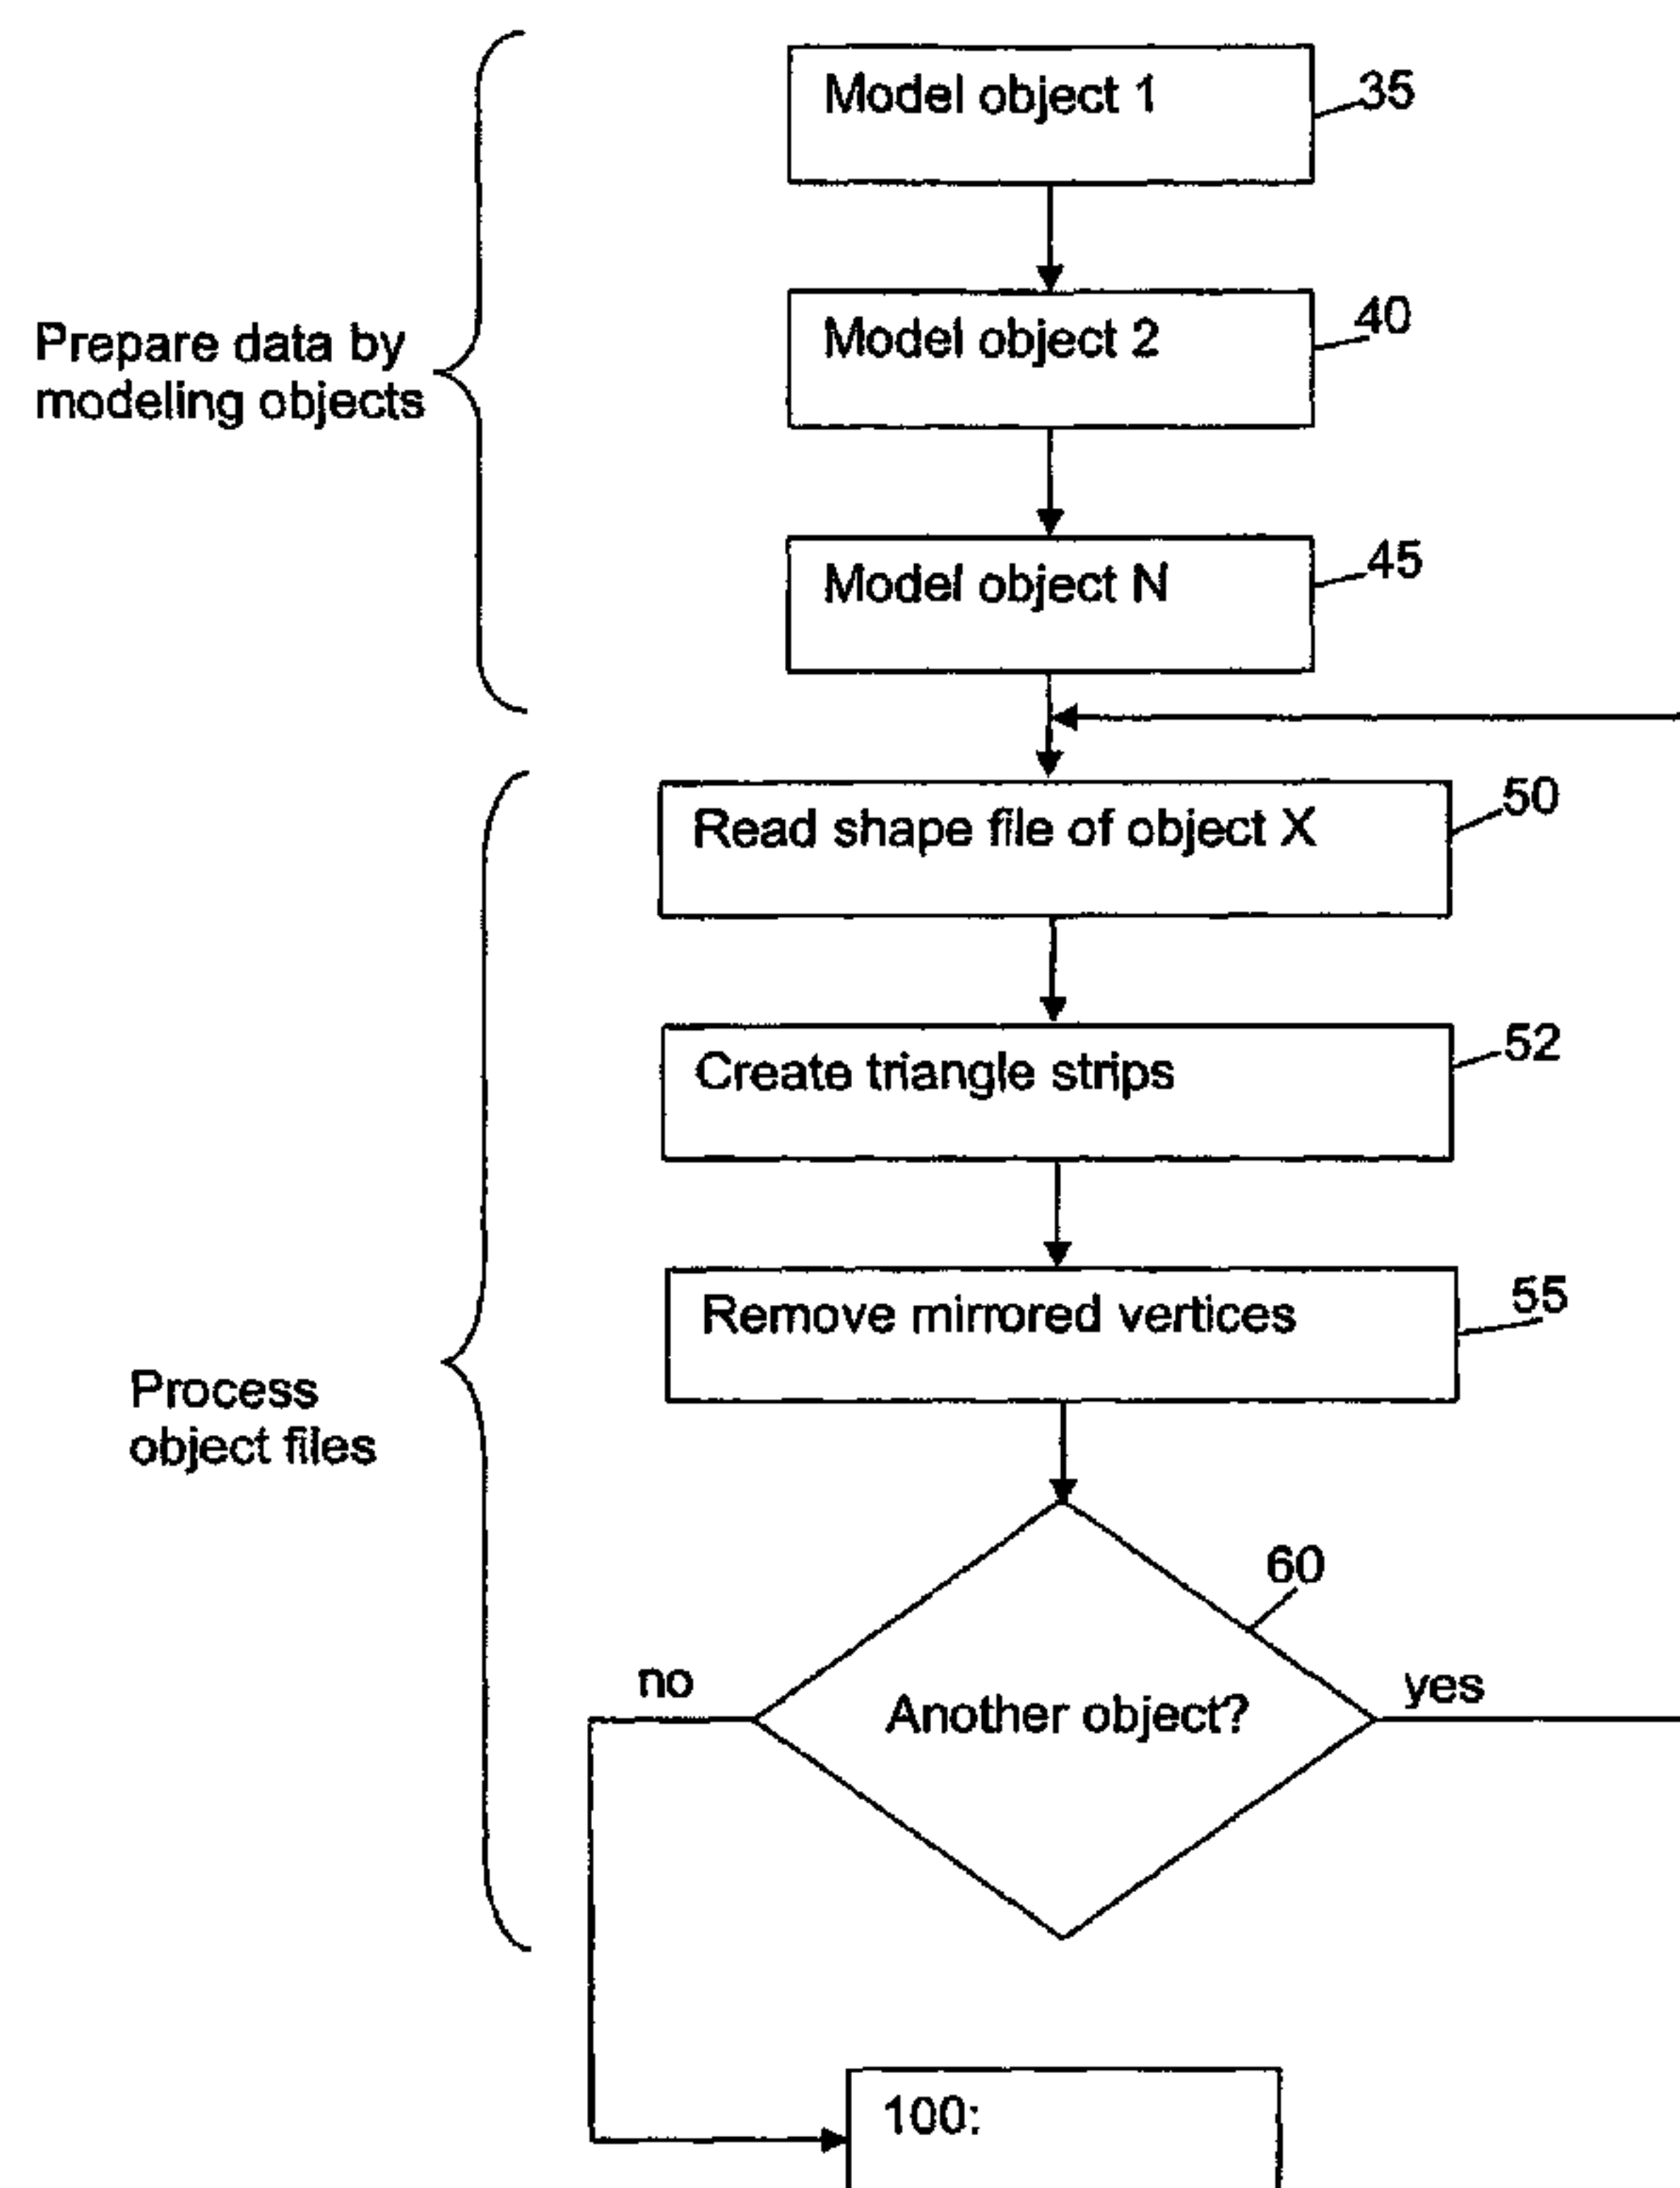 Model object 1
35
Prepare data by
modeling objects
Model object 2
40
Model object N
45
Read shape file of object X
50
Create triangle strips
52
Remove mirrored vertices
55
Process
object files
60
no
Another object?
yes
100: